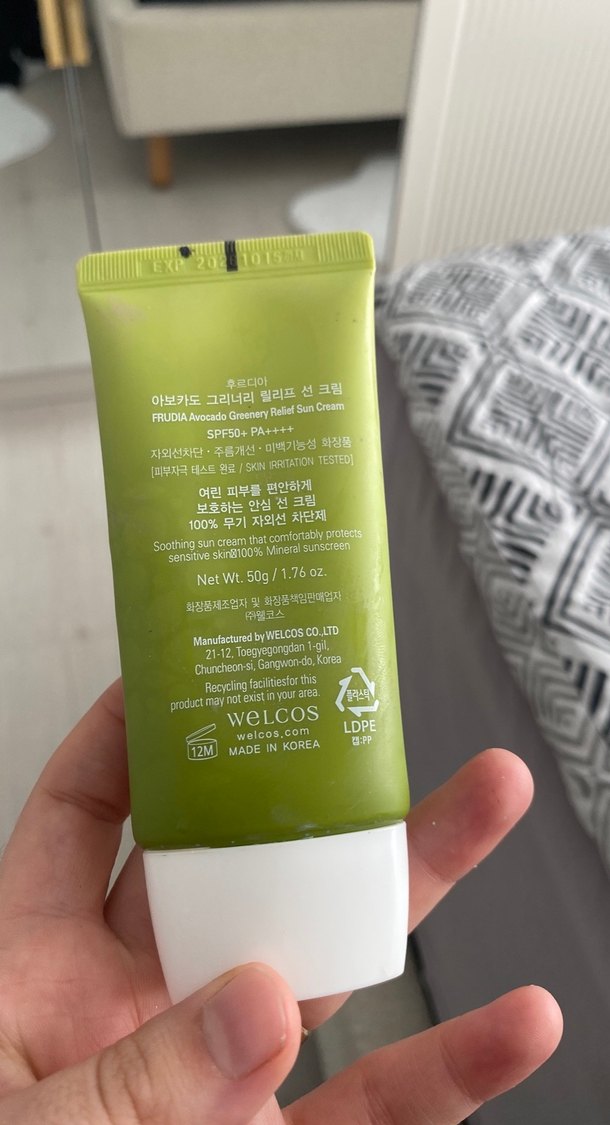 EXP 202 1015
후르디아
아보카도 그리너리 릴리프 선 크림
FRUDIA Avocado Greenery Relief Sun Cream
SPF50+ PA++++
자외선차단 · 주름개선 · 미백기능성 화장품
[피부자극 테스트 완료 / SKIN IRRITATION TESTED]
여린 피부를 편안하게
보호하는 안심 선 크림
100% 무기 자외선 차단제
Soothing sun cream that comfortably protects
sensitive skin⊠100% Mineral sunscreen
Net Wt. 50g / 1.76 oz.
화장품제조업자 및 화장품책임판매업자
㈜웰코스
Manufactured by WELCOS CO.,LTD
21-12, Toegyegongdan 1-gil,
Chuncheon-si, Gangwon-do, Korea
Recycling facilitiesfor this
product may not exist in your area.
플라스틱
LDPE
캡:PP
12M
WELCOS
welcos.com
MADE IN KOREA